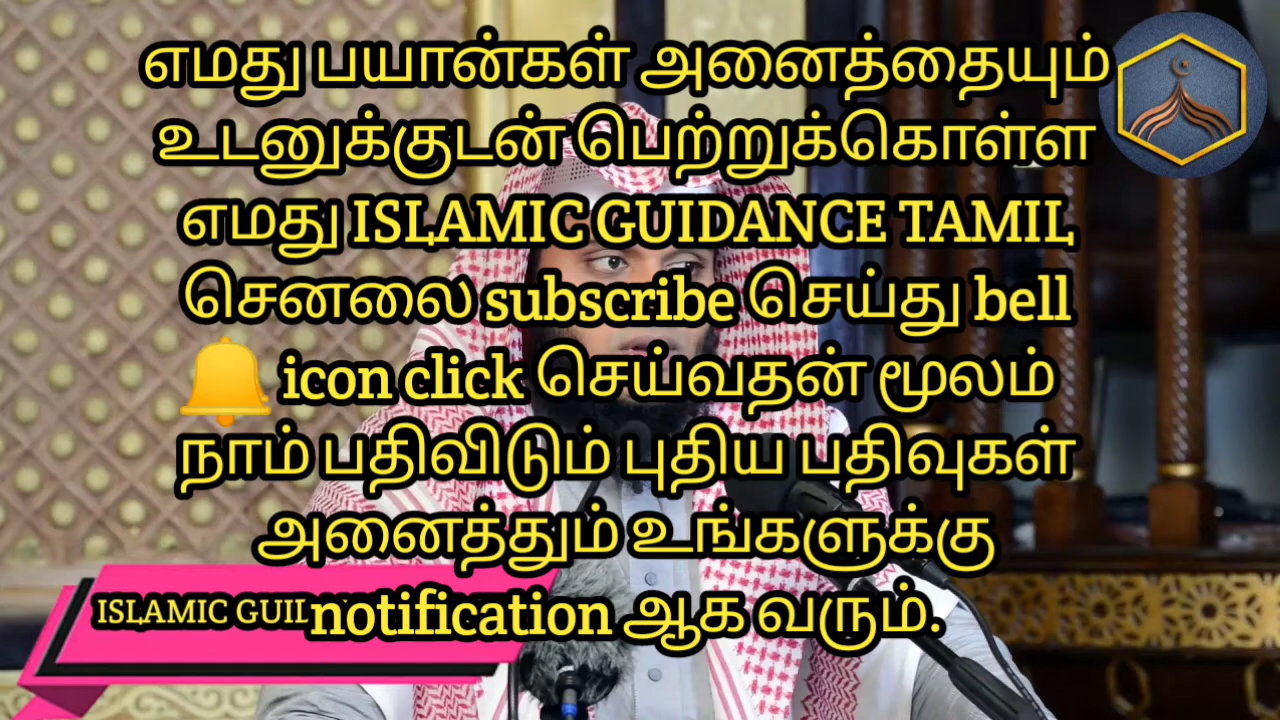 எமது பயான்கள் அனைத்தையும்
உடனுக்குடன் பெற்றுக்கொள்ள
எமது ISLAMIC GUIDANCE TAMIL
செனலை subscribe செய்து bell
icon click செய்வதன் மூலம்
நாம் பதிவிடும் புதிய பதிவுகள்
அனைத்தும் உங்களுக்கு
notification ஆக வரும்.
ISLAMIC